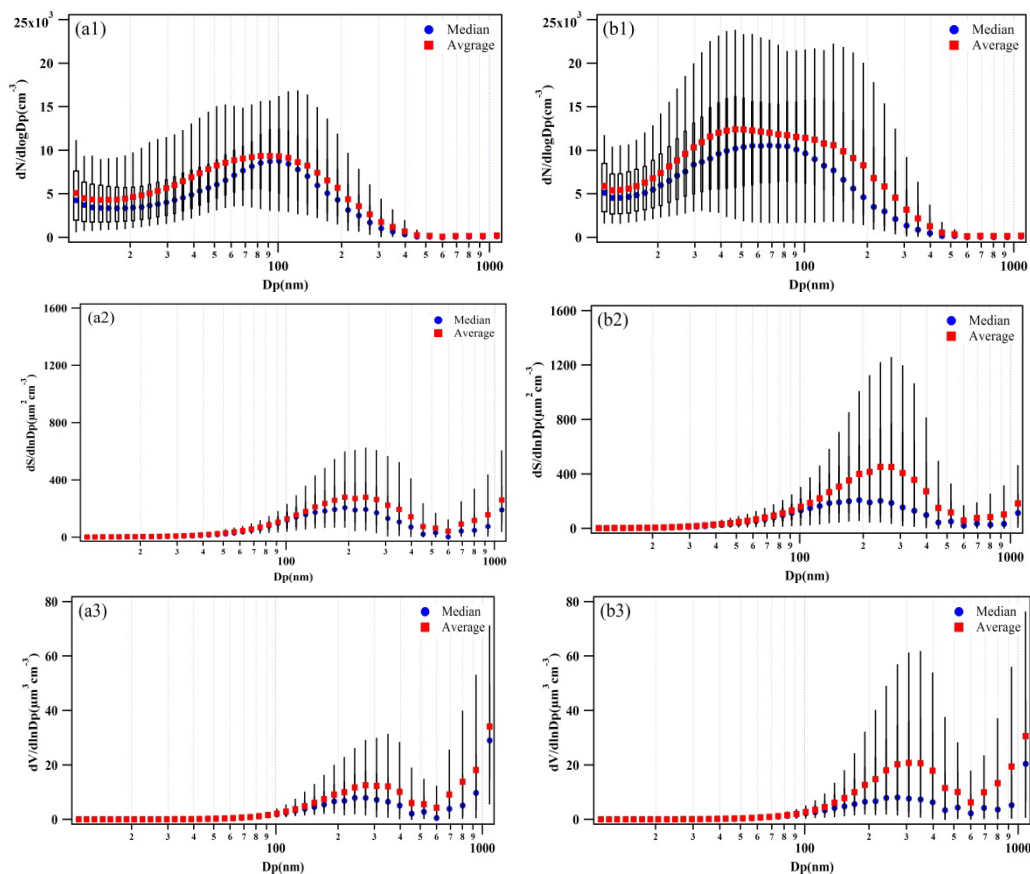 (a1)
25x10³
20
15
10
5
0
dN/dlogDp(cm⁻³)
Median
Avgrage
2 3 4 5 6 7 8 9 100 2 3 4 5 6 7 8 9 1000
Dp(nm)
(b1)
25x10³
20
15
10
5
0
dN/dlogDp(cm⁻³)
Median
Average
2 3 4 5 6 7 8 9 100 2 3 4 5 6 7 8 9 1000
Dp(nm)
(a2)
1600
1200
800
400
0
dS/dlnDp(μm² cm⁻³)
Median
Average
2 3 4 5 6 7 8 9 100 2 3 4 5 6 7 8 9 1000
Dp(nm)
(b2)
1600
1200
800
400
0
dS/dlnDp(μm² cm⁻³)
Median
Average
2 3 4 5 6 7 8 9 100 2 3 4 5 6 7 8 9 1000
Dp(nm)
(a3)
80
60
40
20
0
dV/dlnDp(μm³ cm⁻³)
Median
Average
2 3 4 5 6 7 8 9 100 2 3 4 5 6 7 8 9 1000
Dp(nm)
(b3)
80
60
40
20
0
dV/dlnDp(μm³ cm⁻³)
Median
Average
2 3 4 5 6 7 8 9 100 2 3 4 5 6 7 8 9 1000
Dp(nm)